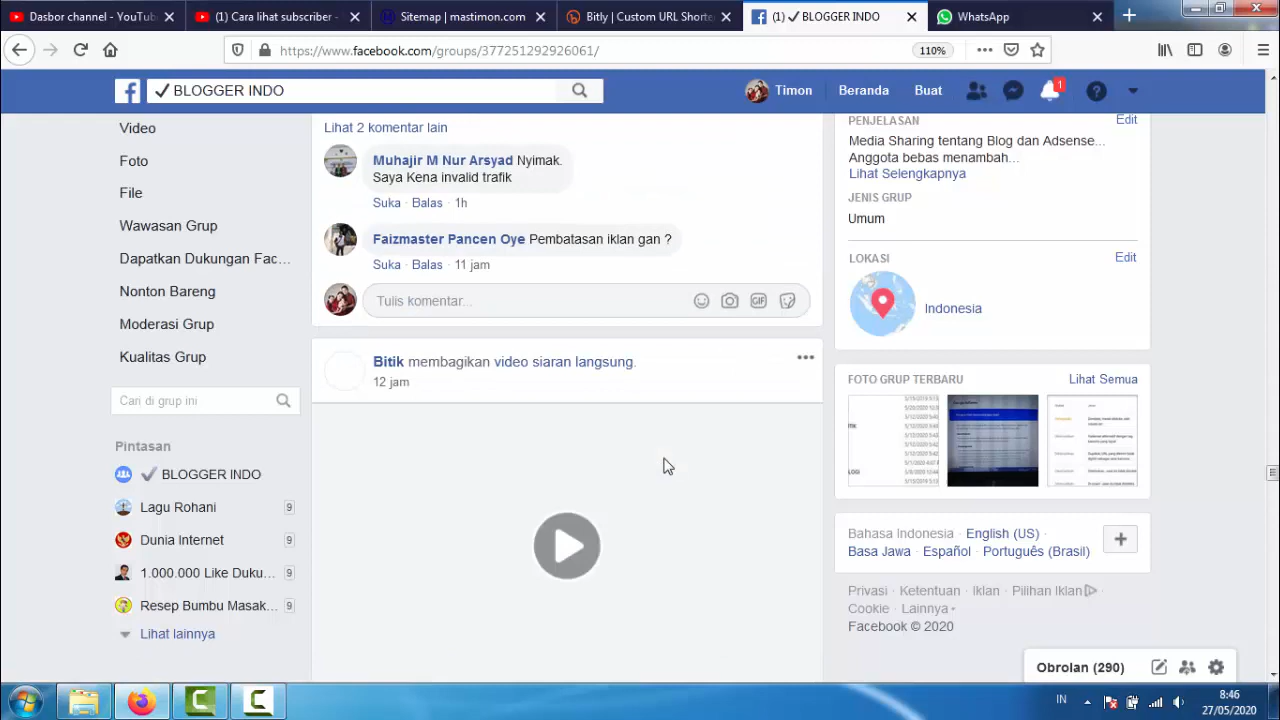 Dasbor channel - YouTu
(1) Cara lihat subscriber -
Sitemap | mastimon.com
Bitly | Custom URL Shorte
(1) ✓ BLOGGER INDO
WhatsApp
https://www.facebook.com/groups/377251292926061/
110%
✓ BLOGGER INDO
Timon
Beranda
Buat
1
Video
Foto
File
Wawasan Grup
Dapatkan Dukungan Fac...
Nonton Bareng
Moderasi Grup
Kualitas Grup
Cari di grup ini
Pintasan
✓ BLOGGER INDO
Lagu Rohani 9
Dunia Internet 9
1.000.000 Like Duku... 9
Resep Bumbu Masak... 9
Lihat lainnya
Lihat 2 komentar lain
Muhajir M Nur Arsyad Nyimak.
Saya Kena invalid trafik
Suka · Balas · 1h
Faizmaster Pancen Oye Pembatasan iklan gan ?
Suka · Balas · 11 jam
Tulis komentar...
GIF
Bitik membagikan video siaran langsung.
12 jam
PENJELASAN Edit
Media Sharing tentang Blog dan Adsense...
Anggota bebas menambah...
Lihat Selengkapnya
JENIS GRUP
Umum
LOKASI Edit
Indonesia
FOTO GRUP TERBARU Lihat Semua
Bahasa Indonesia · English (US) ·
Basa Jawa · Español · Português (Brasil)
Privasi · Ketentuan · Iklan · Pilihan Iklan ·
Cookie · Lainnya
Facebook © 2020
Obrolan (290)
IN
8:46
27/05/2020